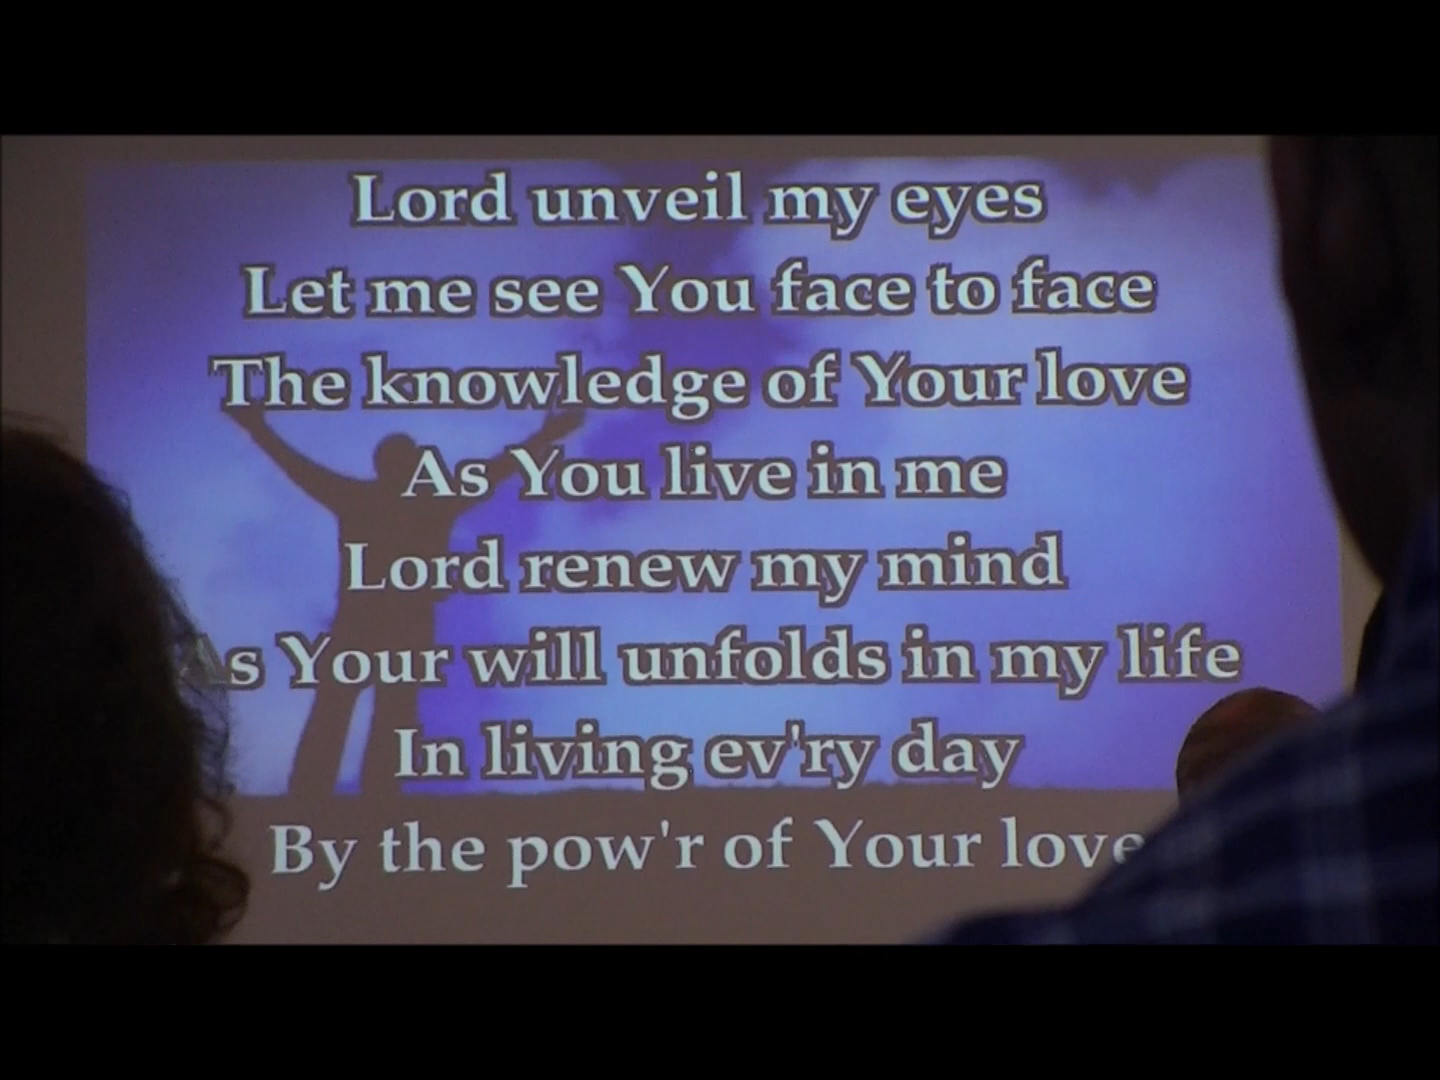 Lord unveil my eyes
Let me see You face to face
The knowledge of Your love
As You live in me
Lord renew my mind
As Your will unfolds in my life
In living ev'ry day
By the pow'r of Your love